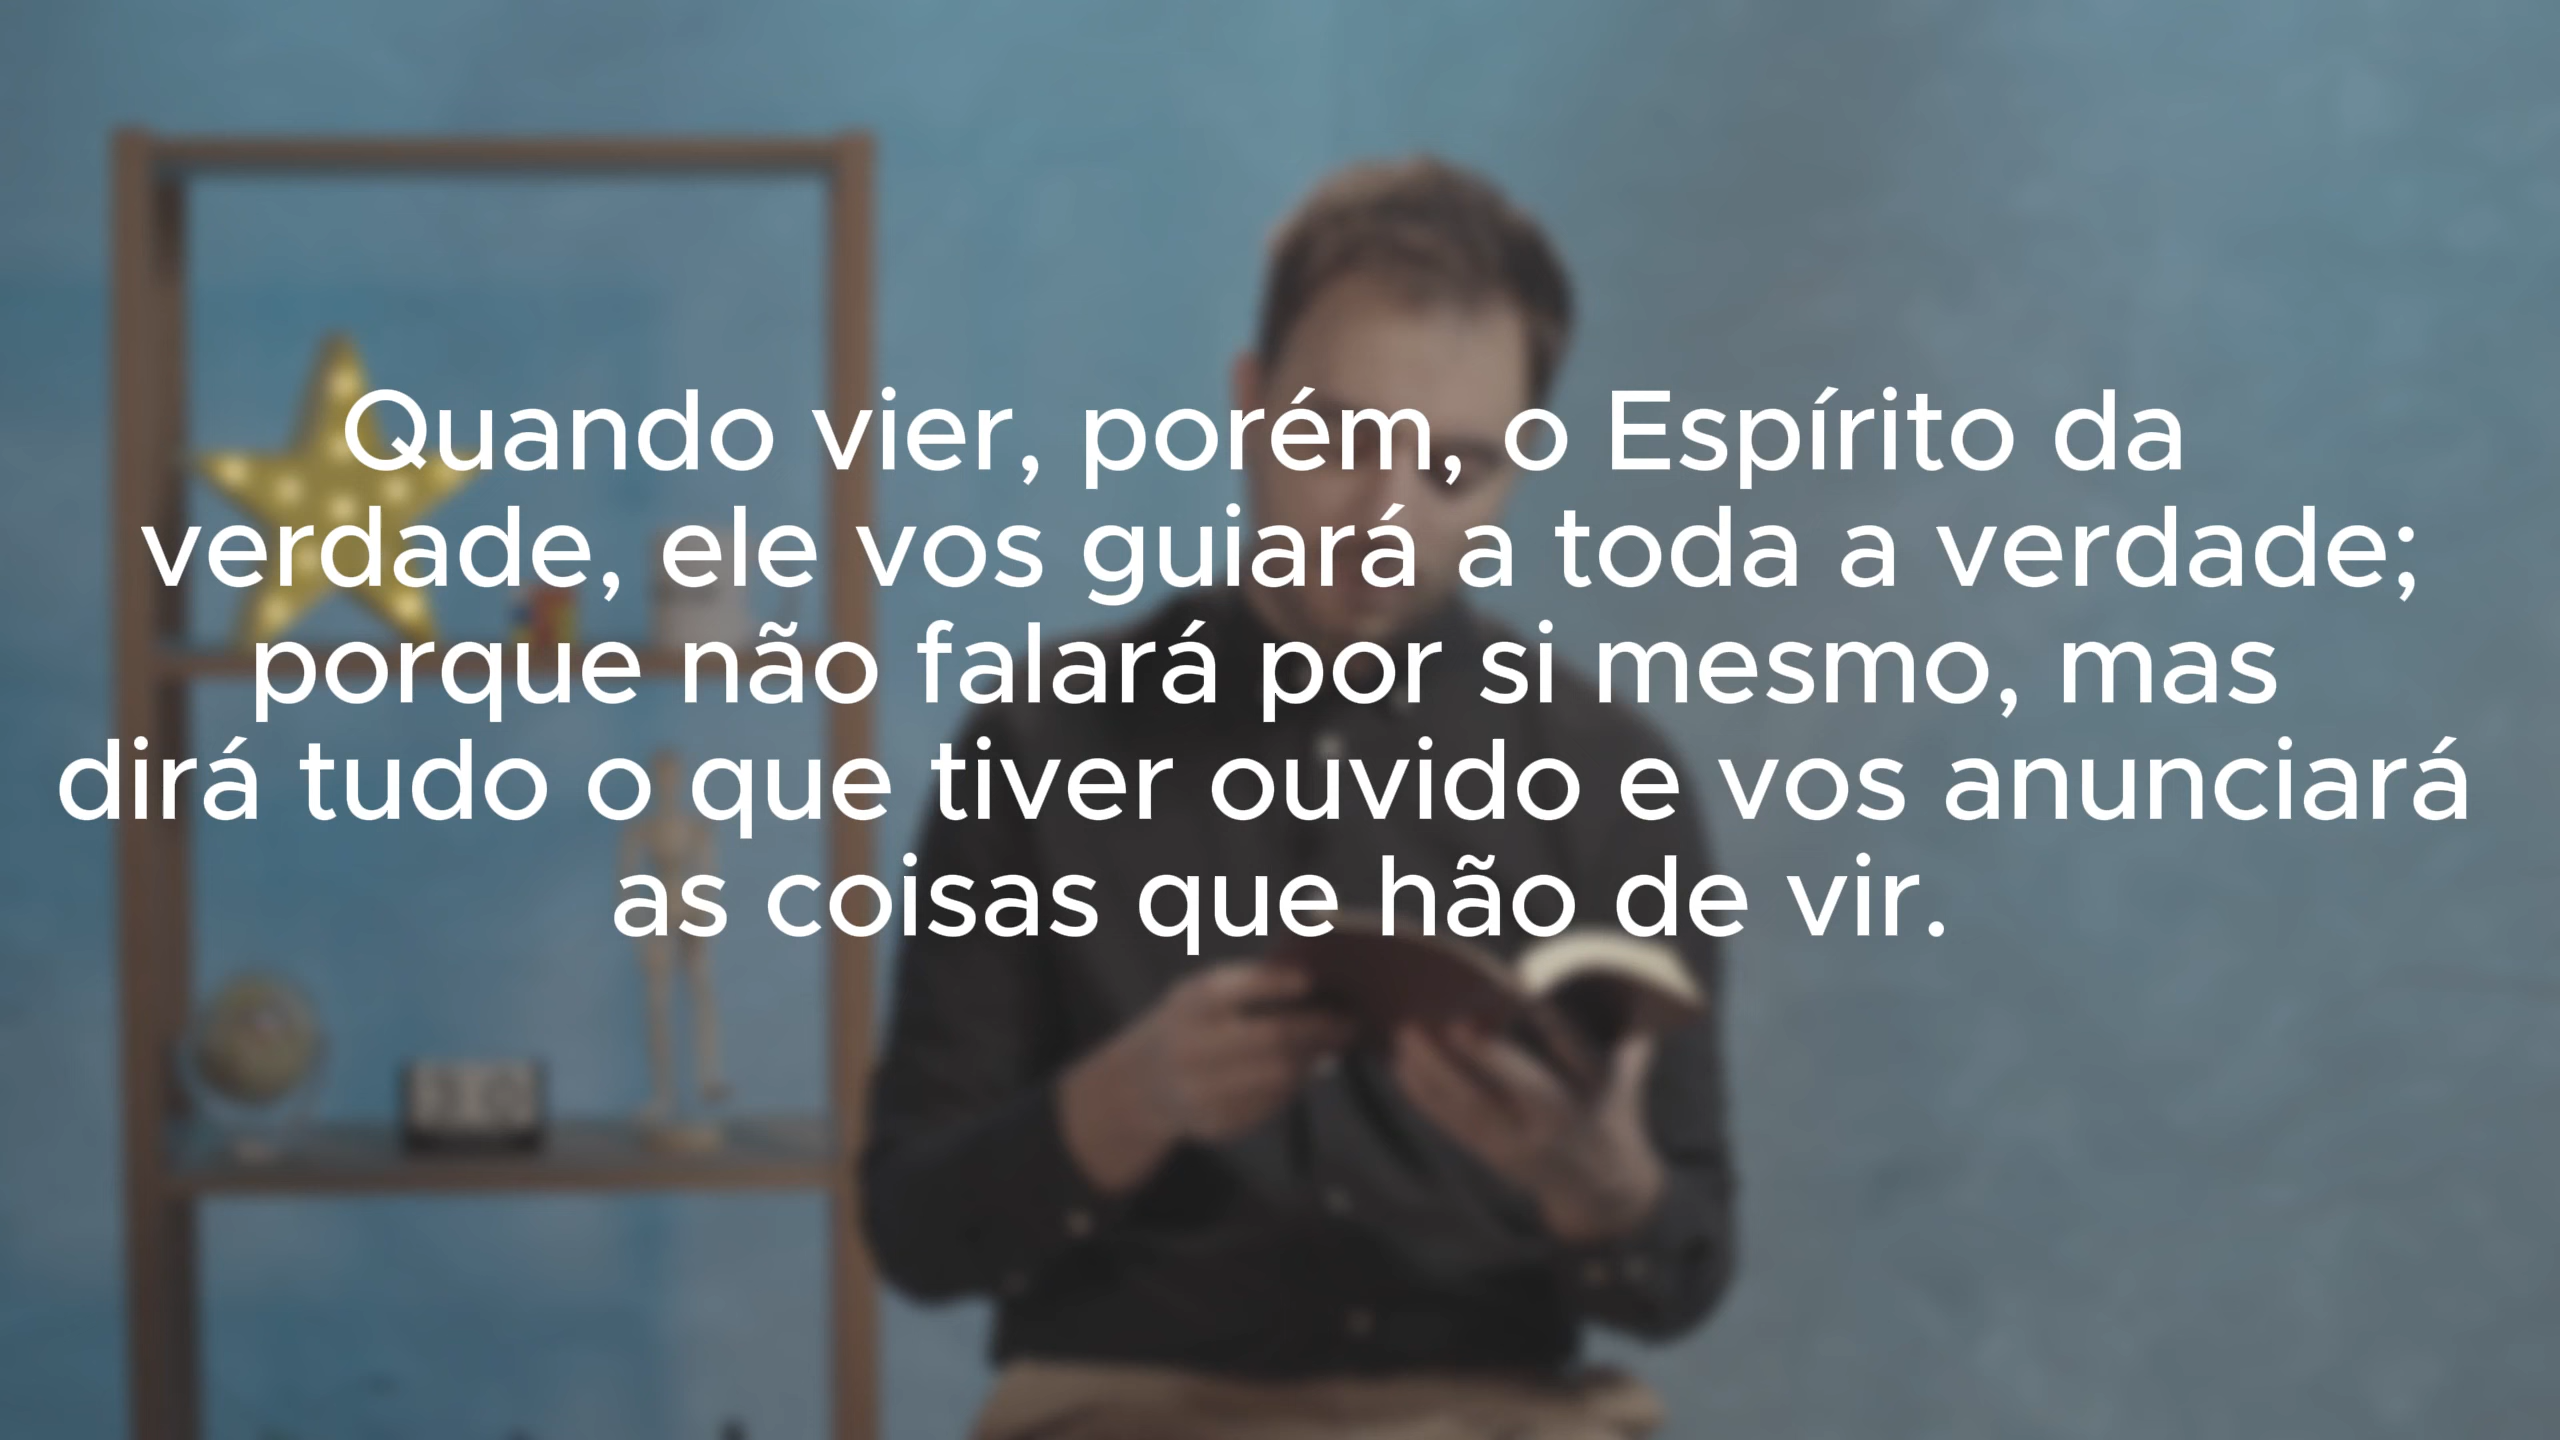 Quando vier, porém, o Espírito da
verdade, ele vos guiará a toda a verdade;
porque não falará por si mesmo, mas
dirá tudo o que tiver ouvido e vos anunciará
as coisas que hão de vir.